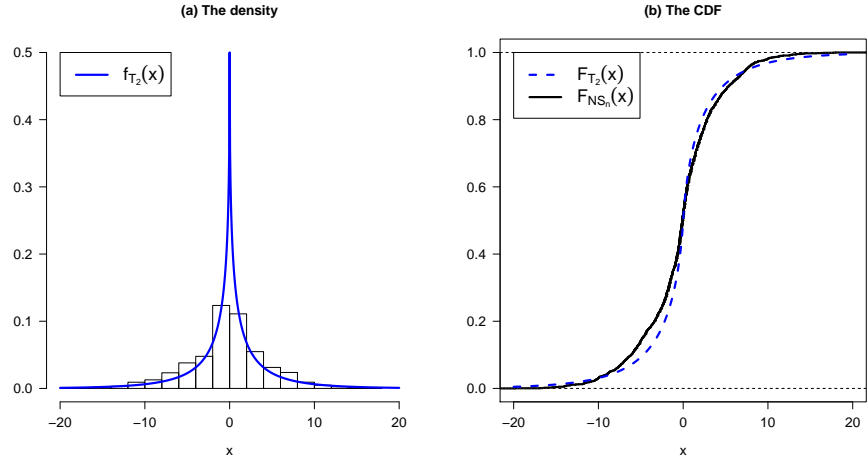 (a) The density
f_{T_2}(x)
0.5
0.4
0.3
0.2
0.1
0.0
−20 −10 0 10 20
x
(b) The CDF
F_{T_2}(x)
F_{NS_n}(x)
1.0
0.8
0.6
0.4
0.2
0.0
−20 −10 0 10 20
x